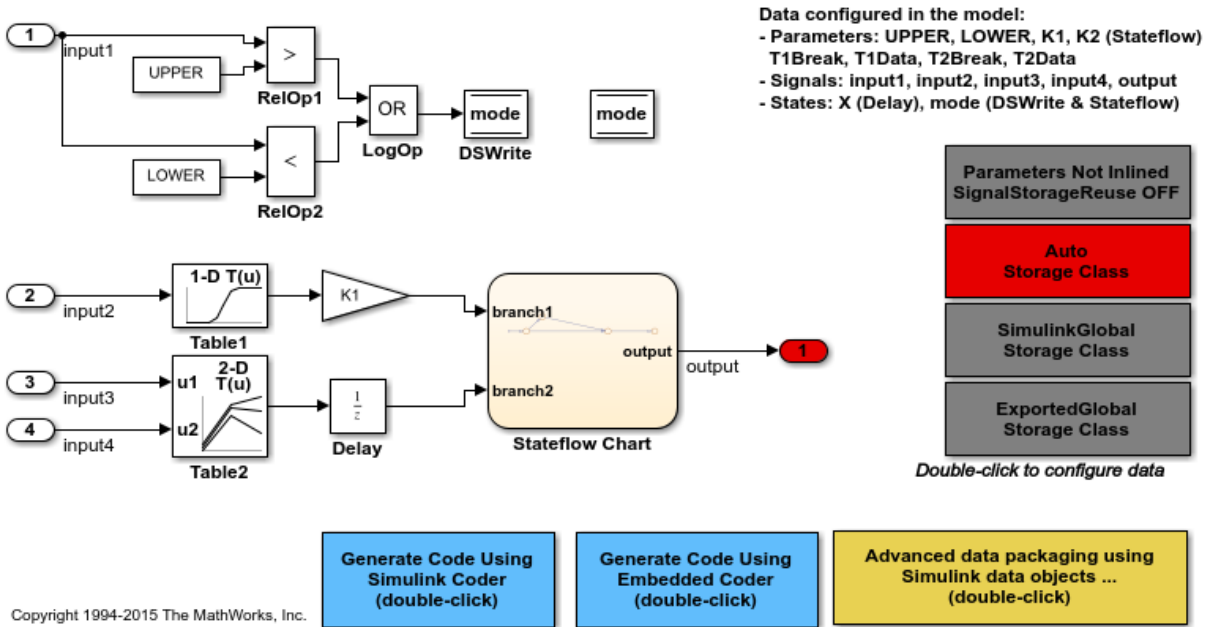 1
input1
UPPER
>
RelOp1
<
LOWER
RelOp2
OR
LogOp
mode
DSWrite
mode
Data configured in the model:
- Parameters: UPPER, LOWER, K1, K2 (Stateflow)
T1Break, T1Data, T2Break, T2Data
- Signals: input1, input2, input3, input4, output
- States: X (Delay), mode (DSWrite & Stateflow)
Parameters Not Inlined
SignalStorageReuse OFF
Auto
Storage Class
SimulinkGlobal
Storage Class
ExportedGlobal
Storage Class
Double-click to configure data
2
input2
1-D T(u)
Table1
K1
3
input3
4
input4
u1
u2
2-D
T(u)
Table2
1
z
Delay
branch1
branch2
output
Stateflow Chart
output
1
Generate Code Using
Simulink Coder
(double-click)
Generate Code Using
Embedded Coder
(double-click)
Advanced data packaging using
Simulink data objects ...
(double-click)
Copyright 1994-2015 The MathWorks, Inc.